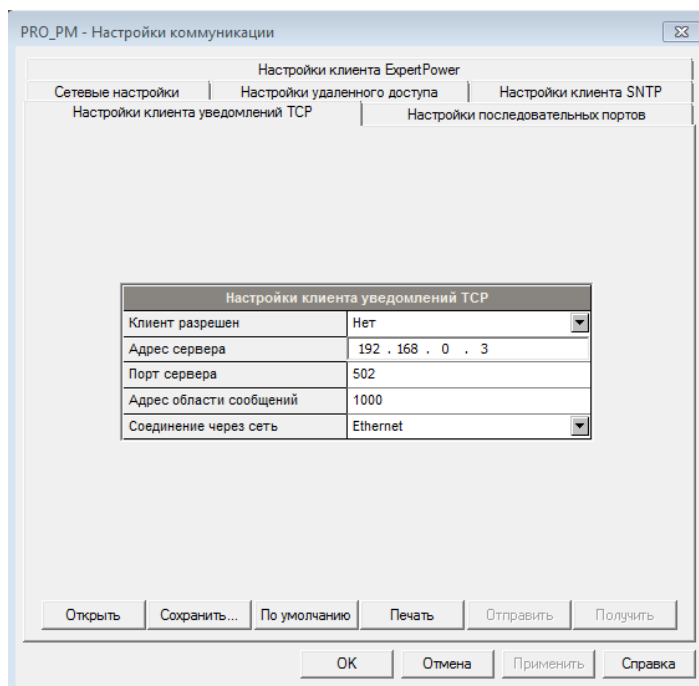 PRO_PM - Настройки коммуникации
Настройки клиента ExpertPower
Сетевые настройки
Настройки удаленного доступа
Настройки клиента SNTP
Настройки клиента уведомлений TCP
Настройки последовательных портов
Настройки клиента уведомлений TCP
Клиент разрешен Нет
Адрес сервера 192 . 168 . 0 . 3
Порт сервера 502
Адрес области сообщений 1000
Соединение через сеть Ethernet
Открыть Сохранить... По умолчанию Печать Отправить Получить
OK Отмена Применить Справка